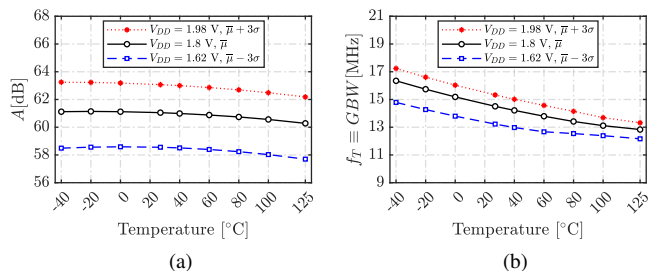 68
66
64
62
60
58
56
A[dB]
V_DD = 1.98 V, μ̅ + 3σ
V_DD = 1.8 V, μ̅
V_DD = 1.62 V, μ̅ − 3σ
-40 -20 0 20 40 60 80 100 125
Temperature [°C]
(a)
21
19
17
15
13
11
9
f_T ≡ GBW[MHz]
V_DD = 1.98 V, μ̅ + 3σ
V_DD = 1.8 V, μ̅
V_DD = 1.62 V, μ̅ − 3σ
-40 -20 0 20 40 60 80 100 125
Temperature [°C]
(b)